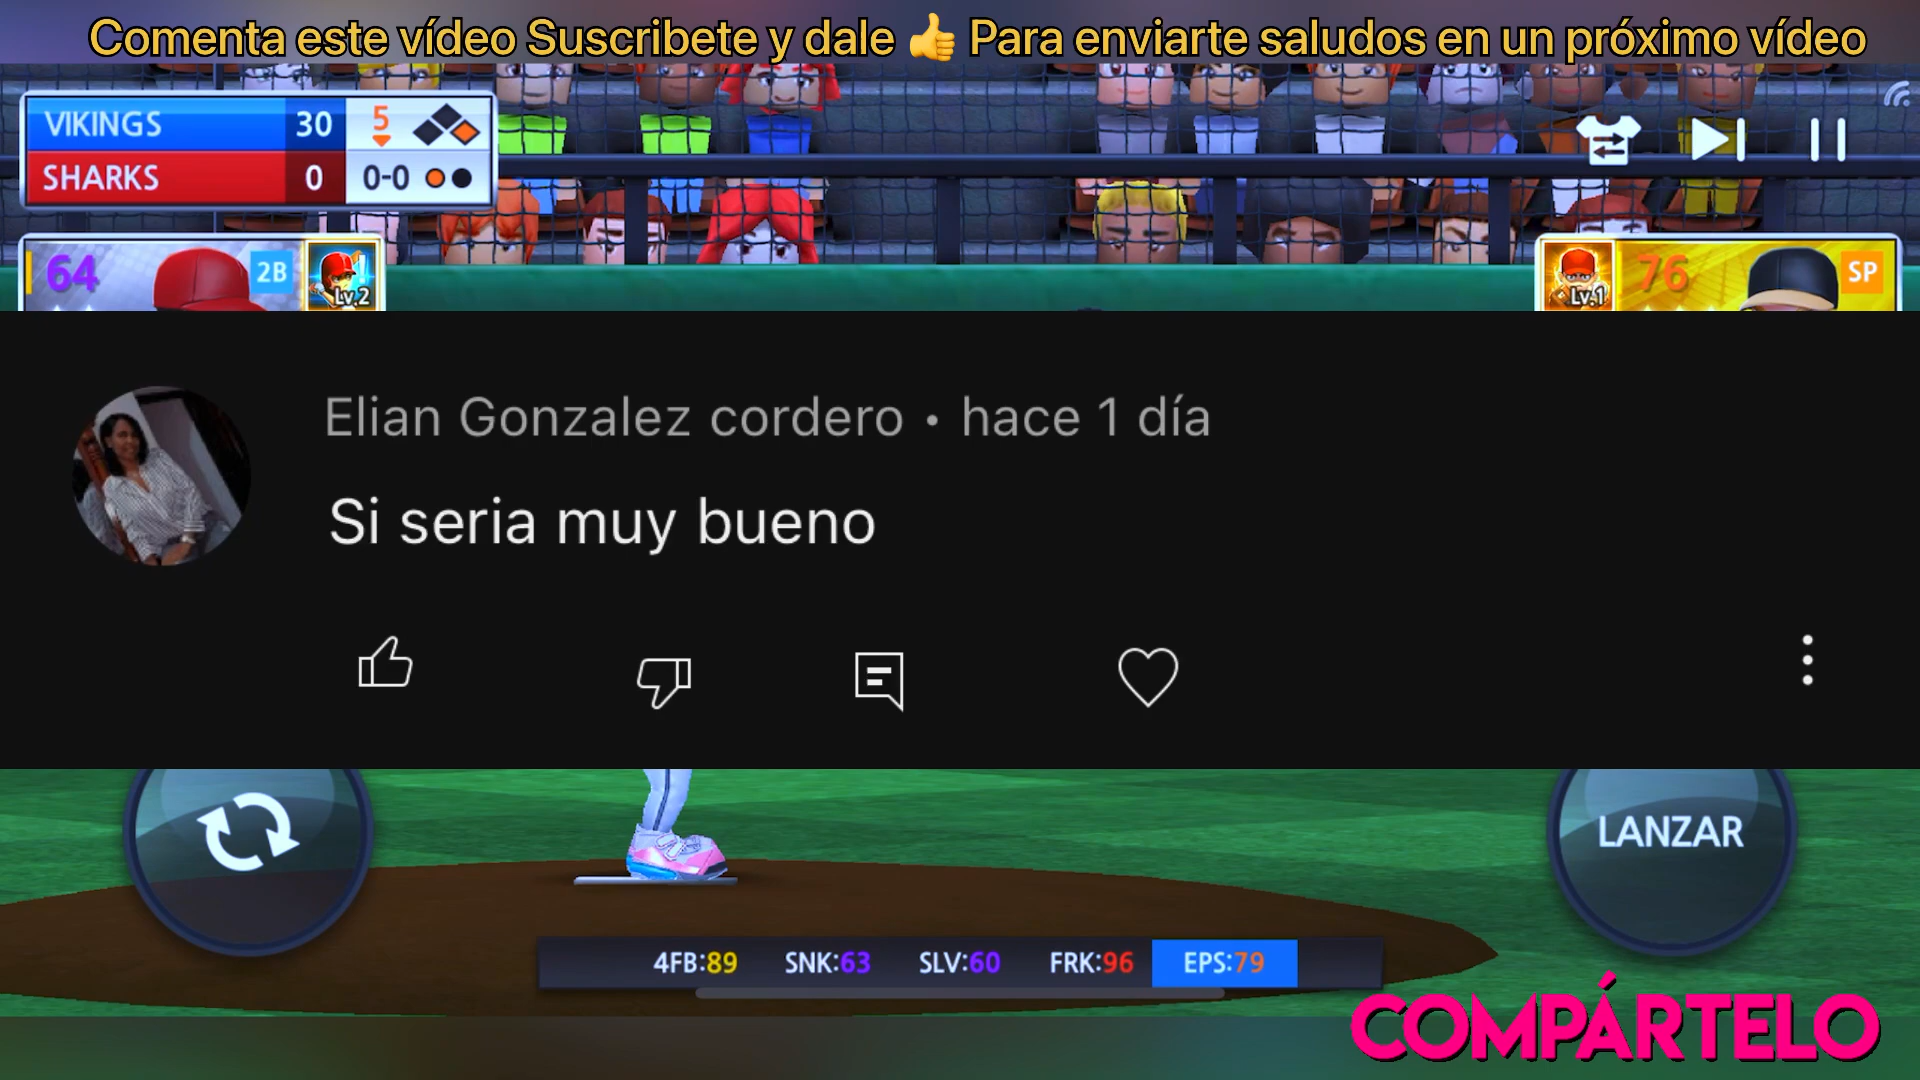 Comenta este vídeo Suscribete y dale 👍 Para enviarte saludos en un próximo vídeo
VIKINGS 30 5
SHARKS 0 0-0
64 2B Lv.2
Lv.1 76 SP
Elian Gonzalez cordero • hace 1 día
Si seria muy bueno
LANZAR
4FB:89 SNK:63 SLV:60 FRK:96 EPS:79
COMPÁRTELO